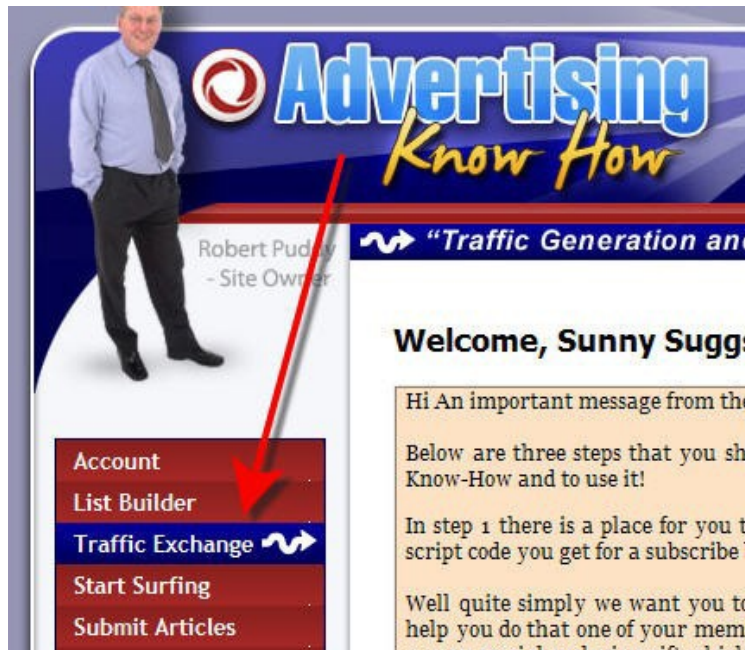 Advertising
Know How
Robert Puddy
- Site Owner
"Traffic Generation an
Welcome, Sunny Sugg
Hi An important message from the
Below are three steps that you sh
Know-How and to use it!
In step 1 there is a place for you t
script code you get for a subscribe
Well quite simply we want you to
help you do that one of your mem
Account
List Builder
Traffic Exchange
Start Surfing
Submit Articles